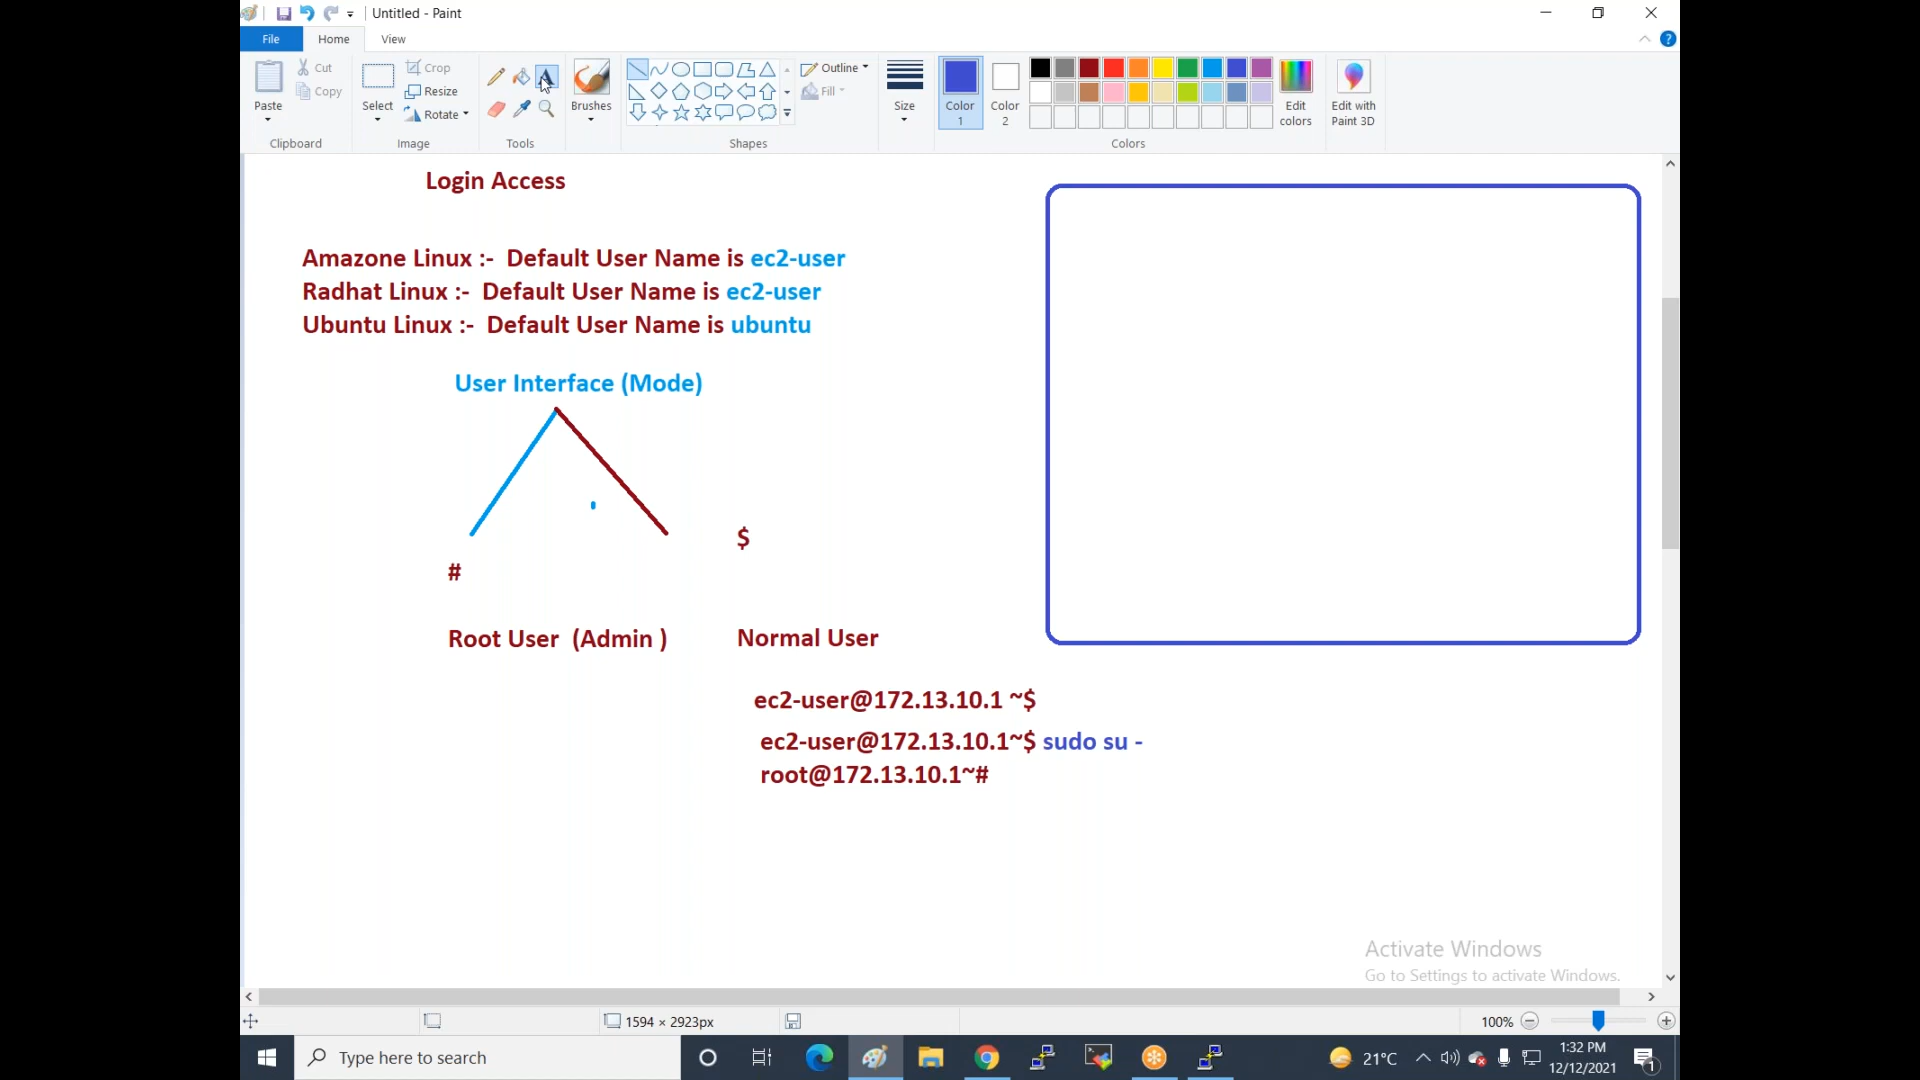 Untitled - Paint
File Home View
Paste
Cut
Copy
Clipboard
Select
Crop
Resize
Rotate
Image
Tools
Brushes
Shapes
Outline
Fill
Size
Color 1
Color 2
Edit colors
Colors
Edit with Paint 3D
Login Access
Amazone Linux :- Default User Name is ec2-user
Radhat Linux :- Default User Name is ec2-user
Ubuntu Linux :- Default User Name is ubuntu
User Interface (Mode)
$
#
Root User (Admin ) Normal User
ec2-user@172.13.10.1 ~$
ec2-user@172.13.10.1~$ sudo su -
root@172.13.10.1~#
Activate Windows
Go to Settings to activate Windows.
1594 × 2923px
100%
Type here to search
21°C
1:32 PM
12/12/2021
1